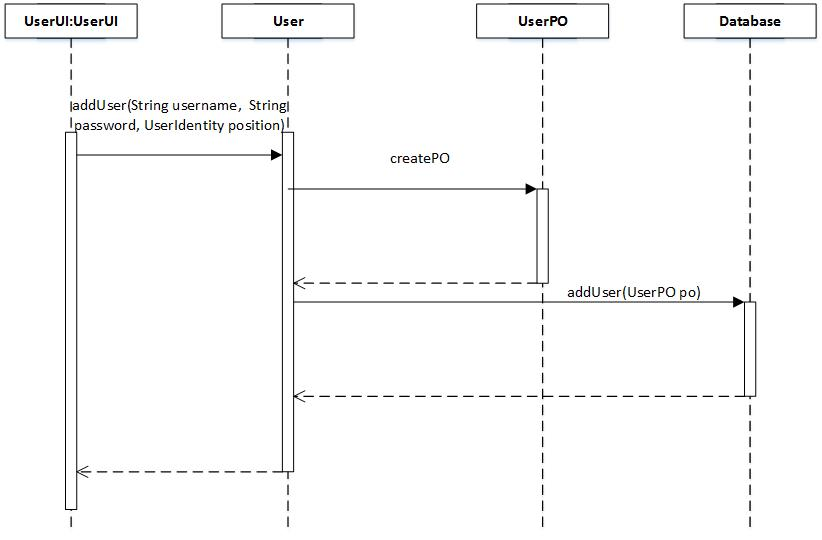 UserUI:UserUI
User
UserPO
Database
addUser(String username, String
password, UserIdentity position)
createPO
addUser(UserPO po)